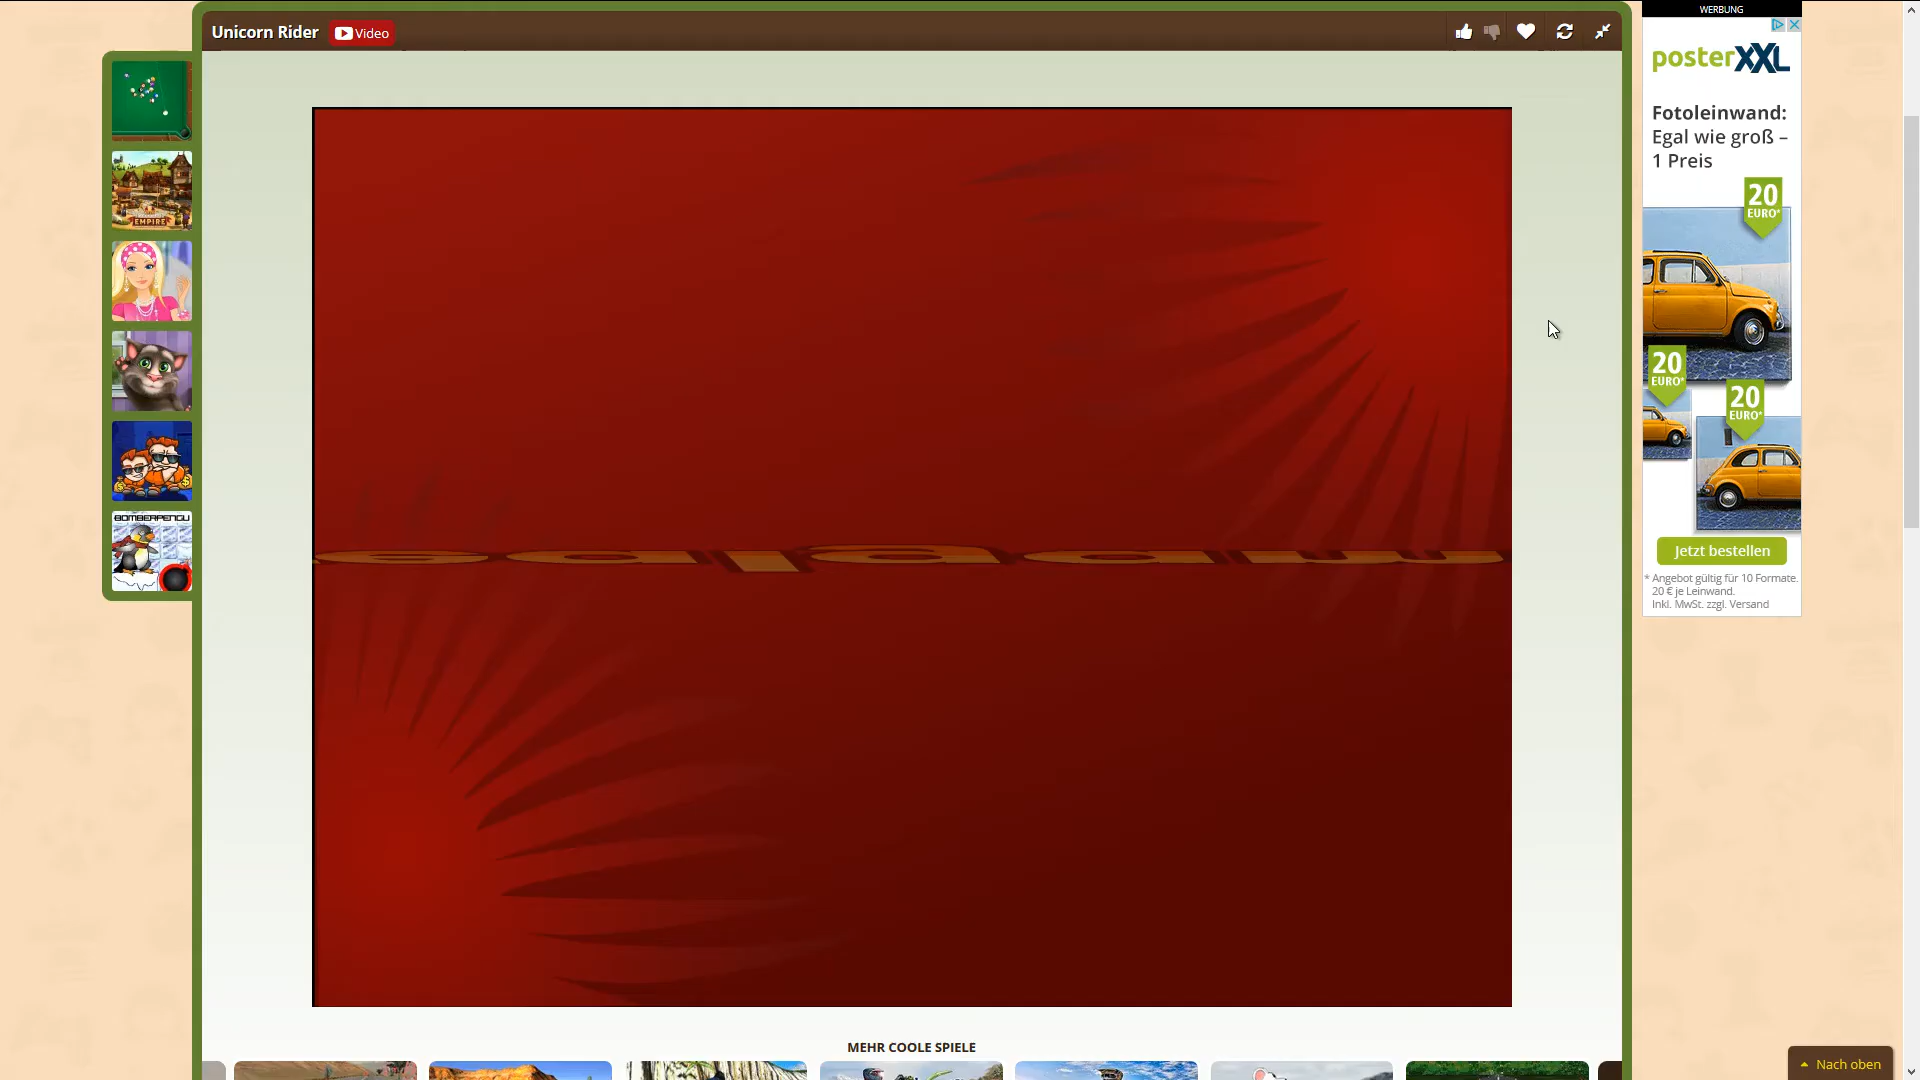 Unicorn Rider
Video
EMPIRE
BOMBERPENGU
WERBUNG
posterXXL
Fotoleinwand:
Egal wie groß –
1 Preis
20
EURO*
20
EURO*
20
EURO*
Jetzt bestellen
* Angebot gültig für 10 Formate.
20 € je Leinwand.
Inkl. MwSt. zzgl. Versand
MEHR COOLE SPIELE
Nach oben